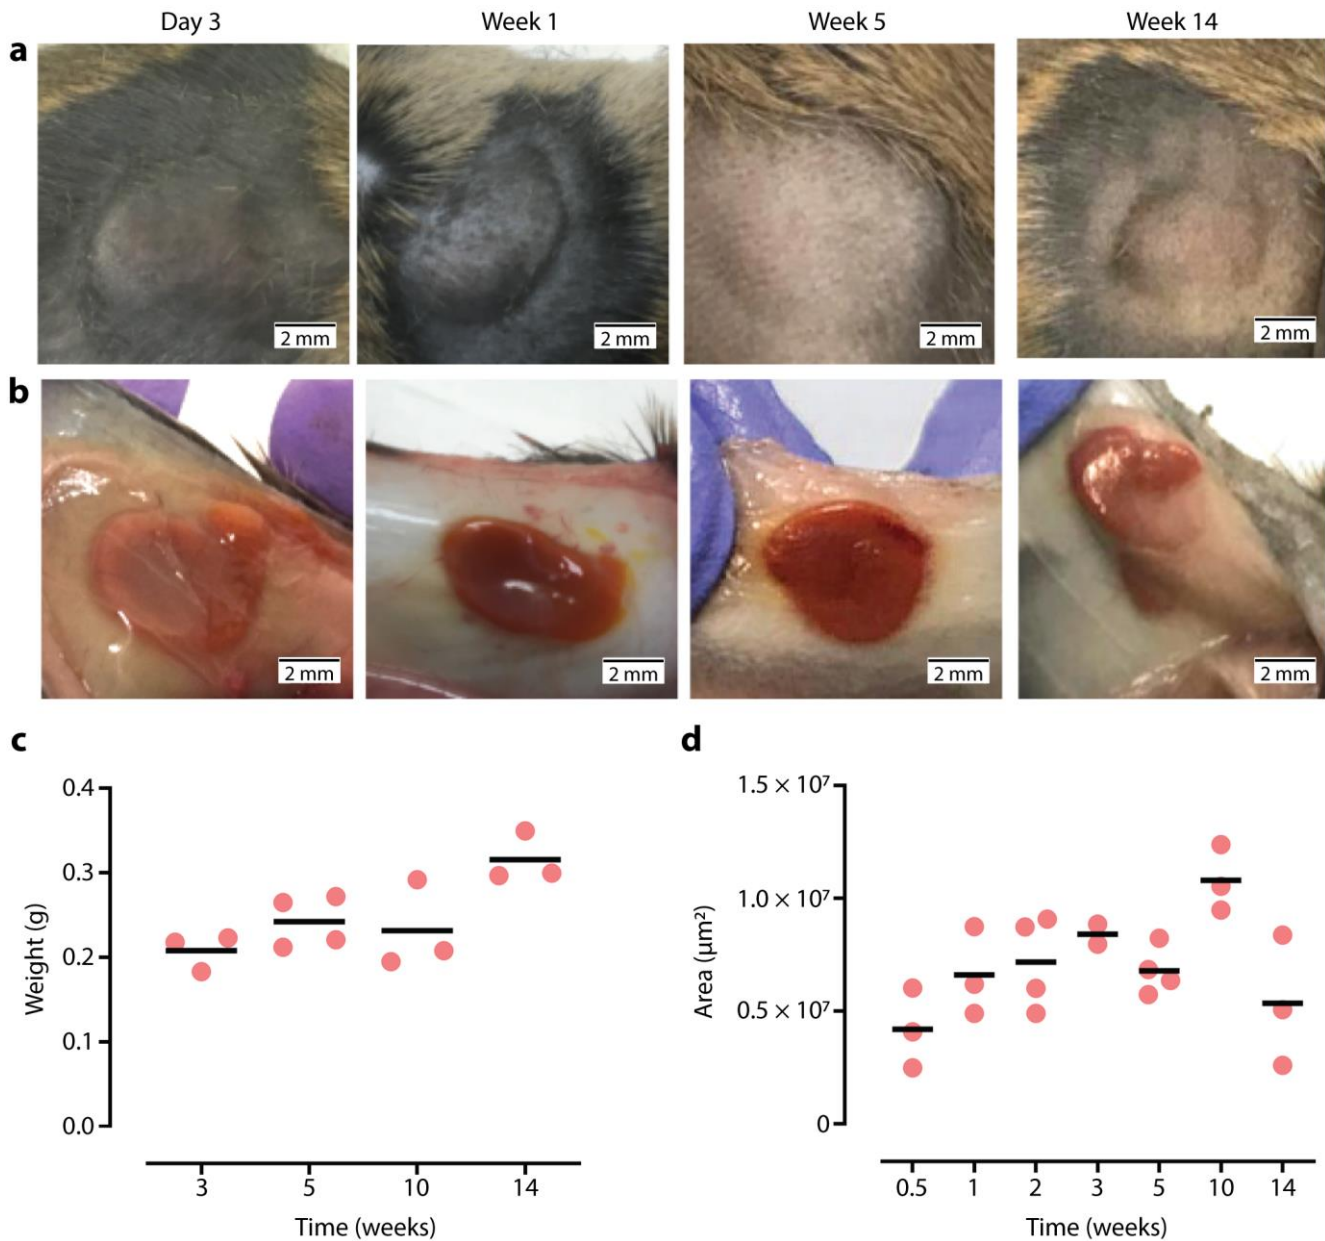 Day 3
Week 1
Week 5
Week 14
a
2 mm
2 mm
2 mm
2 mm
b
2 mm
2 mm
2 mm
2 mm
c
Weight (g)
0.4
0.3
0.2
0.1
0.0
3
5
10
14
Time (weeks)
d
Area (μm²)
1.5 × 10⁷
1.0 × 10⁷
0.5 × 10⁷
0
0.5
1
2
3
5
10
14
Time (weeks)